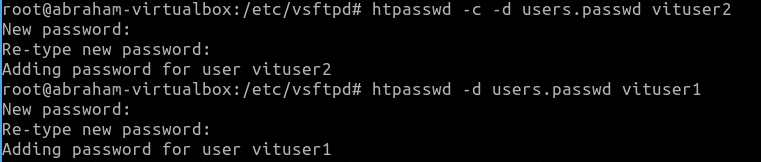 root@abraham-virtualbox:/etc/vsftpd# htpasswd -c -d users.passwd vituser2
New password:
Re-type new password:
Adding password for user vituser2
root@abraham-virtualbox:/etc/vsftpd# htpasswd -d users.passwd vituser1
New password:
Re-type new password:
Adding password for user vituser1